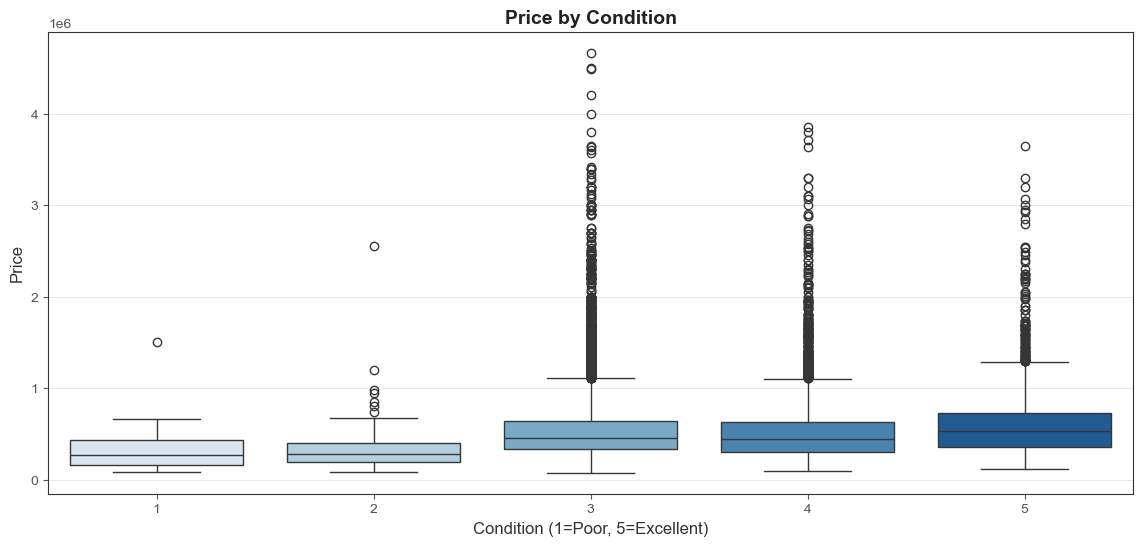 Price by Condition
1e6
4
3
2
1
0
Price
1 2 3 4 5
Condition (1=Poor, 5=Excellent)